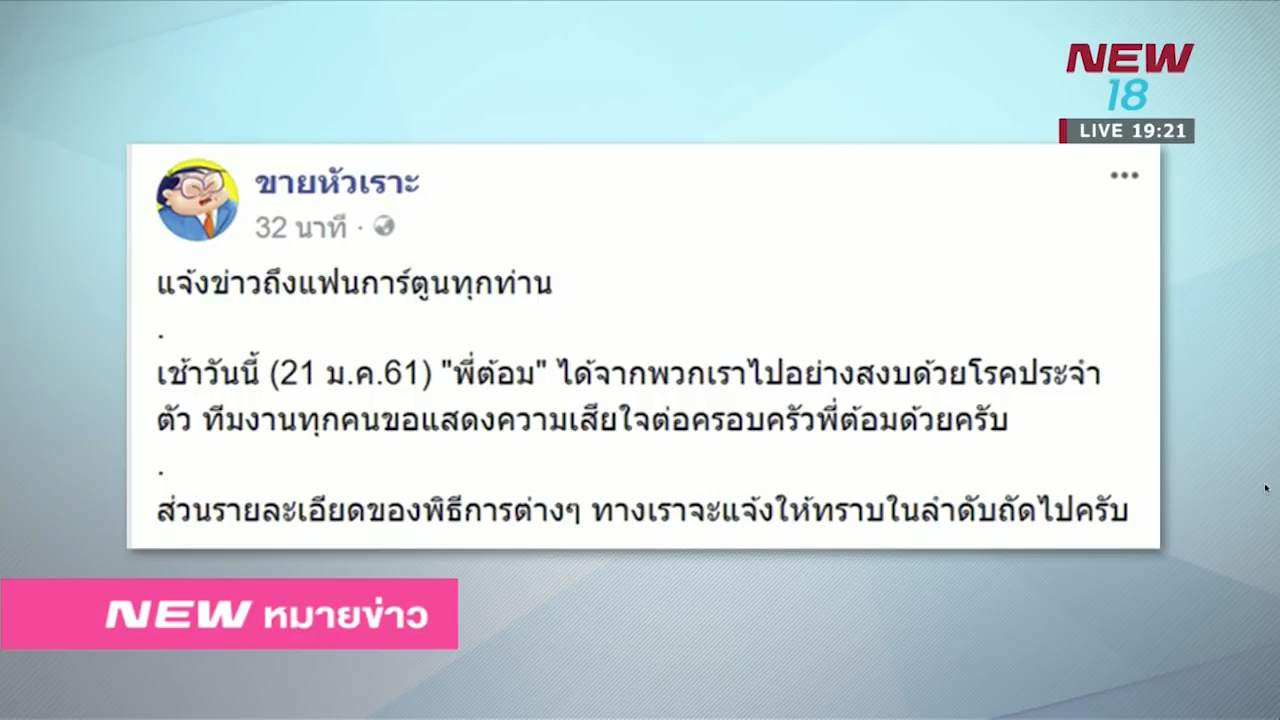 NEW
18
LIVE 19:21
ขายหัวเราะ
32 นาที ·
แจ้งข่าวถึงแฟนการ์ตูนทุกท่าน
.
เช้าวันนี้ (21 ม.ค.61) "พี่ต้อม" ได้จากพวกเราไปอย่างสงบด้วยโรคประจำ
ตัว ทีมงานทุกคนขอแสดงความเสียใจต่อครอบครัวพี่ต้อมด้วยครับ
.
ส่วนรายละเอียดของพิธีการต่างๆ ทางเราจะแจ้งให้ทราบในลำดับถัดไปครับ
NEW หมายข่าว